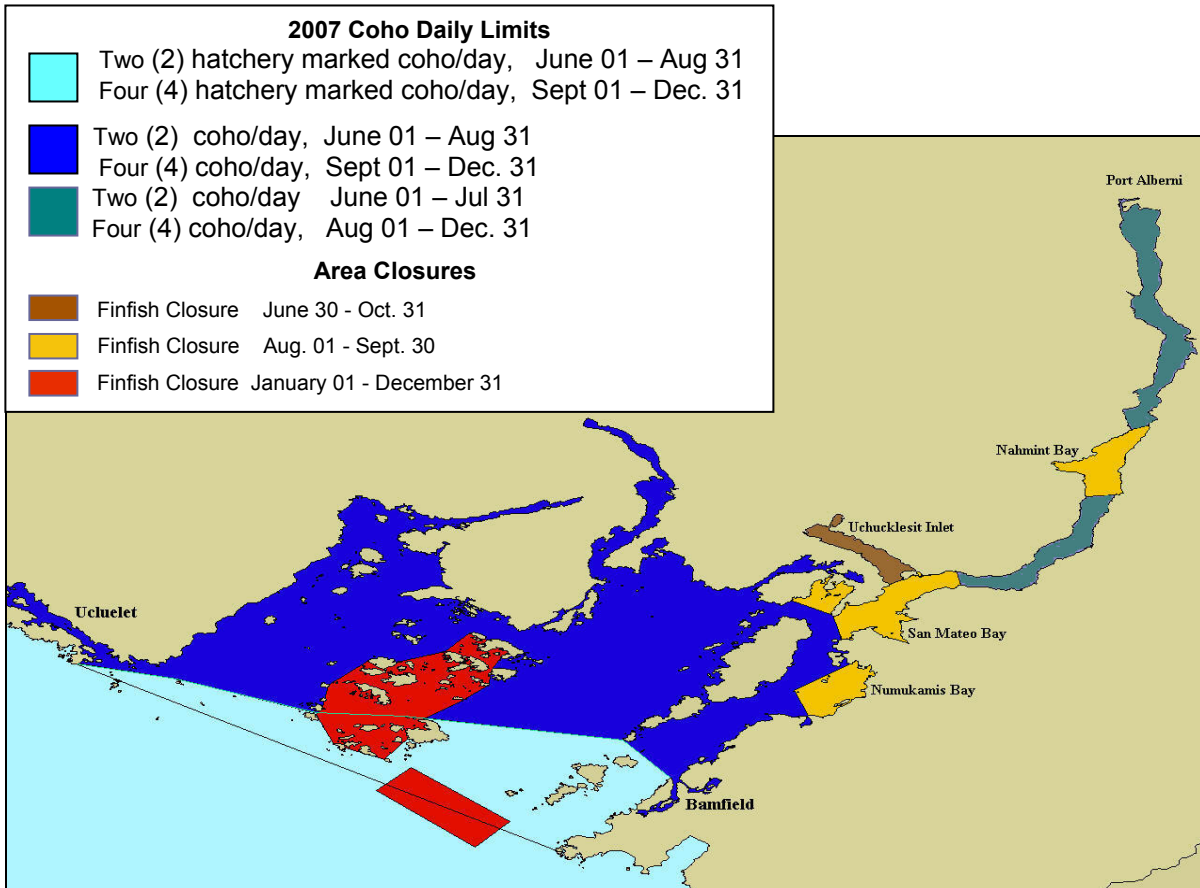 2007 Coho Daily Limits
Two (2) hatchery marked coho/day, June 01 – Aug 31
Four (4) hatchery marked coho/day, Sept 01 – Dec. 31
Two (2) coho/day, June 01 – Aug 31
Four (4) coho/day, Sept 01 – Dec. 31
Two (2) coho/day June 01 – Jul 31
Four (4) coho/day, Aug 01 – Dec. 31
Area Closures
Finfish Closure June 30 - Oct. 31
Finfish Closure Aug. 01 - Sept. 30
Finfish Closure January 01 - December 31
Port Alberni
Nahmint Bay
Uchucklesit Inlet
Ucluelet
San Mateo Bay
Numukamis Bay
Bamfield